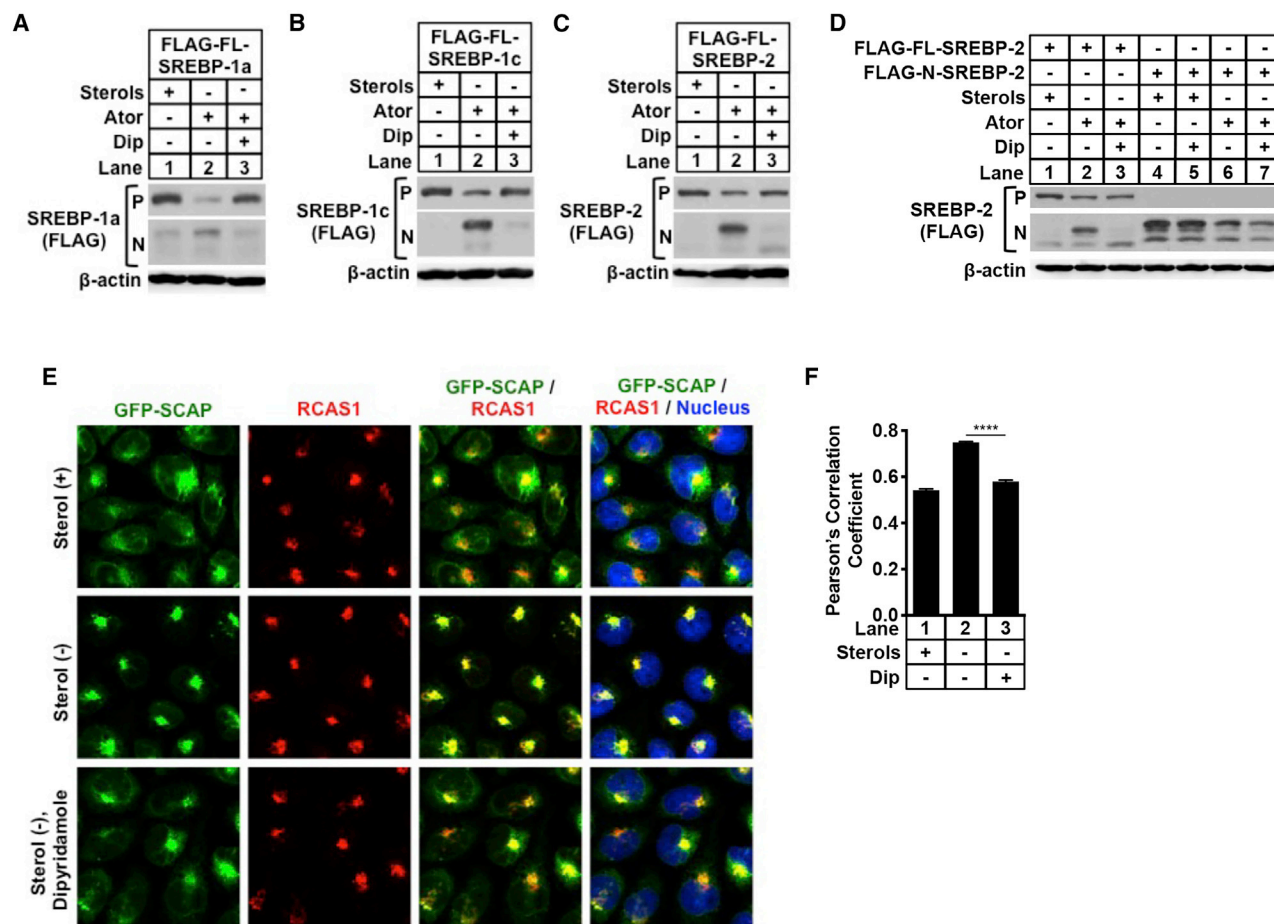 A
FLAG-FL-
SREBP-1a
Sterols + - -
Ator - + +
Dip - - +
Lane 1 2 3
P
SREBP-1a
(FLAG)
N
β-actin
B
FLAG-FL-
SREBP-1c
Sterols + - -
Ator - + +
Dip - - +
Lane 1 2 3
P
SREBP-1c
(FLAG)
N
β-actin
C
FLAG-FL-
SREBP-2
Sterols + - -
Ator - + +
Dip - - +
Lane 1 2 3
P
SREBP-2
(FLAG)
N
β-actin
D
FLAG-FL-SREBP-2 + + + - - - -
FLAG-N-SREBP-2 - - - + + + +
Sterols + - - + + - -
Ator - + + - - + +
Dip - - + - + - +
Lane 1 2 3 4 5 6 7
P
SREBP-2
(FLAG)
N
β-actin
E
GFP-SCAP
RCAS1
GFP-SCAP /
RCAS1
GFP-SCAP /
RCAS1 / Nucleus
Sterol (+)
Sterol (-)
Sterol (-),
Dipyridamole
F
Pearson's Correlation
Coefficient
0.8
0.6
0.4
0.2
0.0
****
Lane 1 2 3
Sterols + - -
Dip - - +